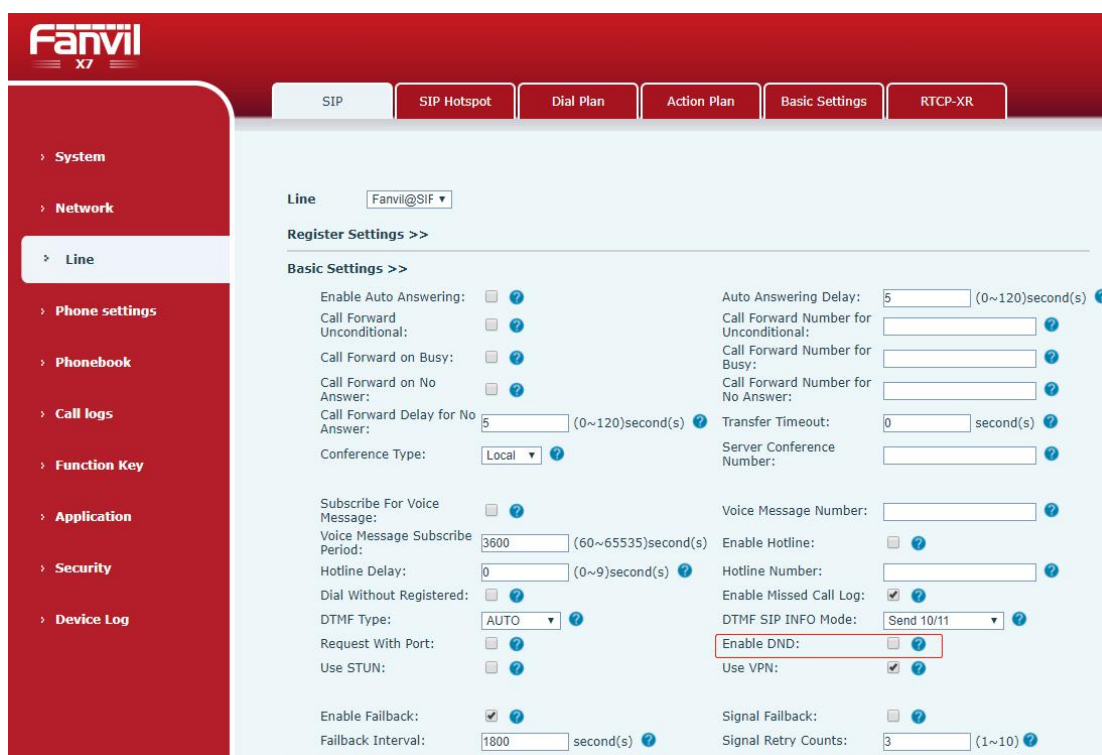 Fanvil
X7
SIP
SIP Hotspot
Dial Plan
Action Plan
Basic Settings
RTCP-XR
› System
› Network
› Line
› Phone settings
› Phonebook
› Call logs
› Function Key
› Application
› Security
› Device Log
Line Fanvil@SIF
Register Settings >>
Basic Settings >>
Enable Auto Answering:
Auto Answering Delay: 5 (0~120)second(s)
Call Forward
Unconditional:
Call Forward Number for
Unconditional:
Call Forward on Busy:
Call Forward Number for
Busy:
Call Forward on No
Answer:
Call Forward Number for
No Answer:
Call Forward Delay for No
Answer: 5 (0~120)second(s)
Transfer Timeout: 0 second(s)
Conference Type: Local
Server Conference
Number:
Subscribe For Voice
Message:
Voice Message Number:
Voice Message Subscribe
Period: 3600 (60~65535)second(s)
Enable Hotline:
Hotline Delay: 0 (0~9)second(s)
Hotline Number:
Dial Without Registered:
Enable Missed Call Log:
DTMF Type: AUTO
DTMF SIP INFO Mode: Send 10/11
Request With Port:
Enable DND:
Use STUN:
Use VPN:
Enable Failback:
Signal Failback:
Failback Interval: 1800 second(s)
Signal Retry Counts: 3 (1~10)